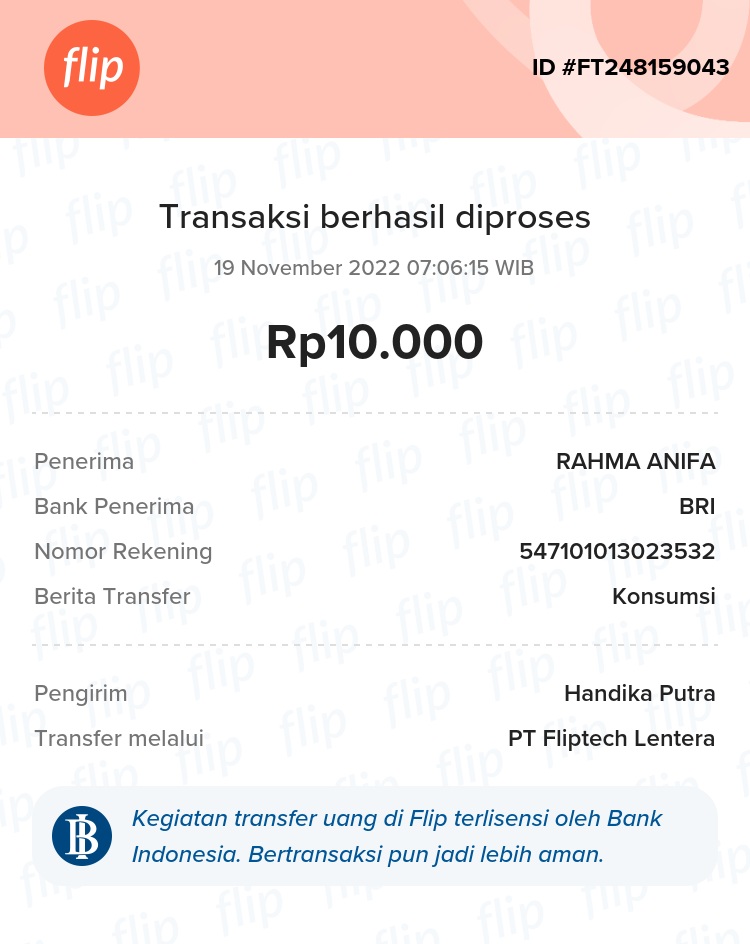 flip
ID #FT248159043
Transaksi berhasil diproses
19 November 2022 07:06:15 WIB
Rp10.000
Penerima RAHMA ANIFA
Bank Penerima BRI
Nomor Rekening 547101013023532
Berita Transfer Konsumsi
Pengirim Handika Putra
Transfer melalui PT Fliptech Lentera
Kegiatan transfer uang di Flip terlisensi oleh Bank
Indonesia. Bertransaksi pun jadi lebih aman.